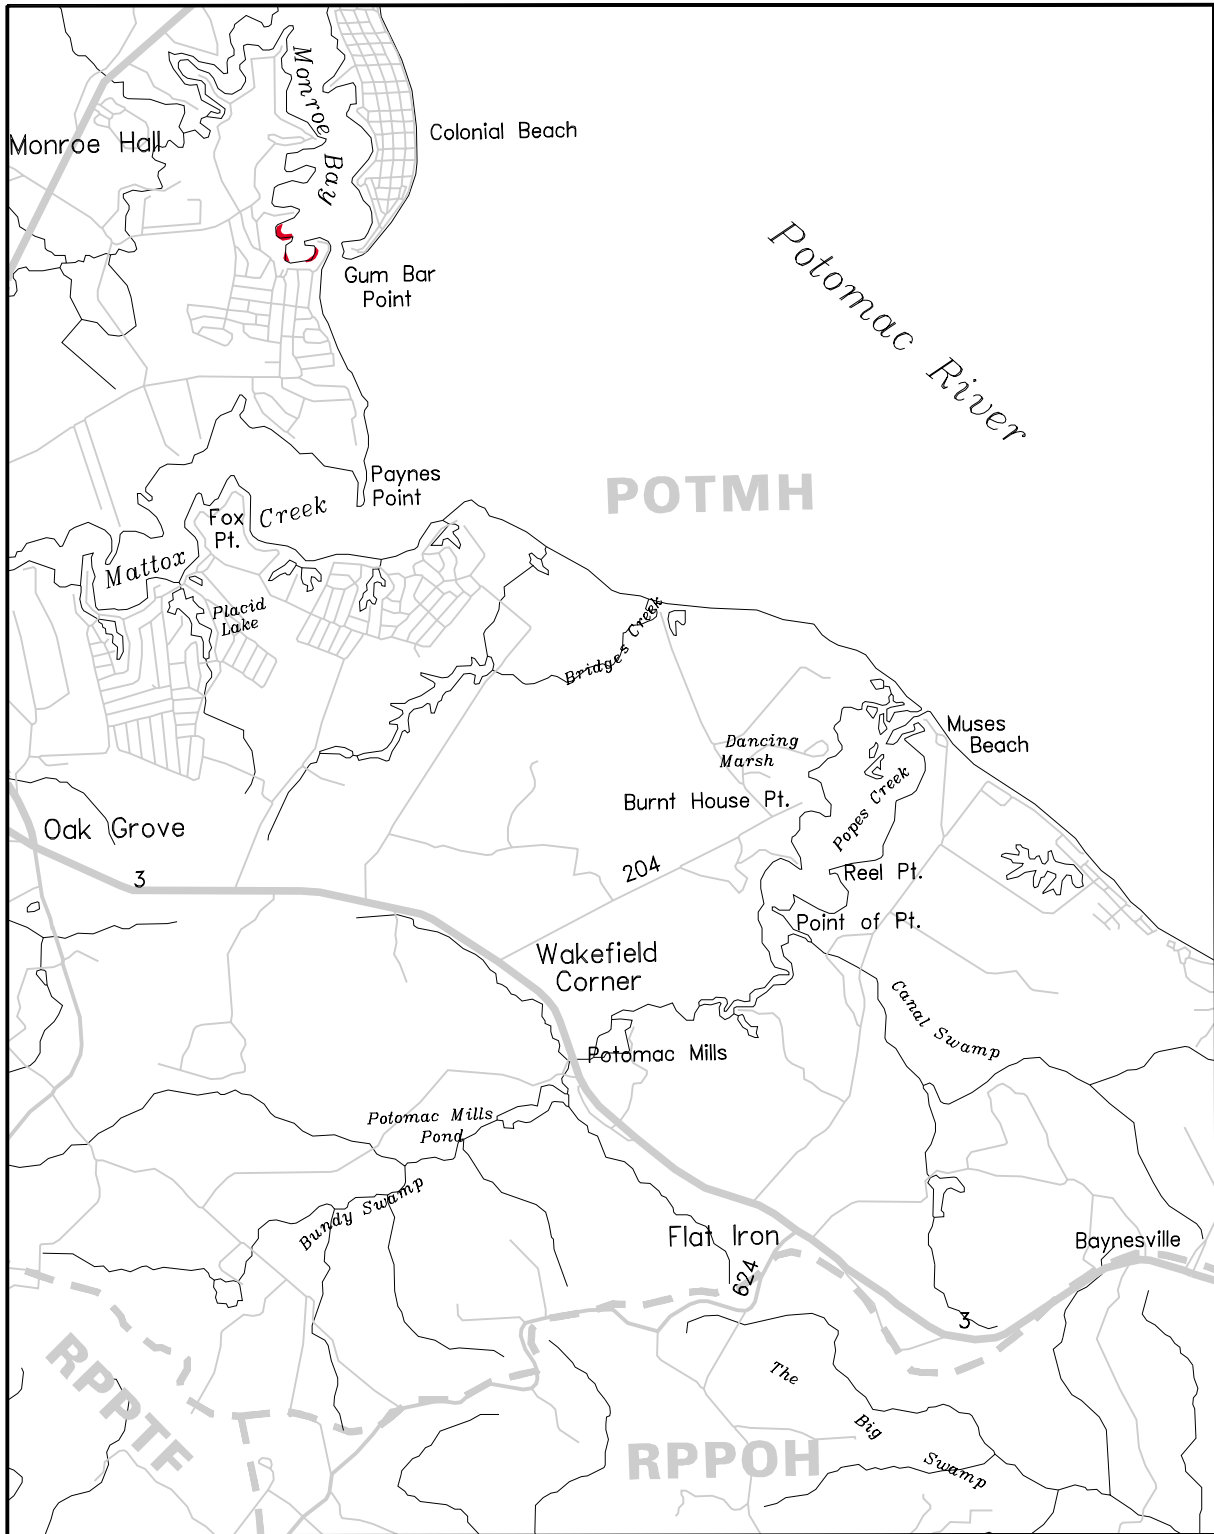 Monroe Bay
Colonial Beach
Monroe Hall
Gum Bar
Point
Potomac River
Paynes
Point
POTMH
Fox
Pt.
Mattox Creek
Placid
Lake
Bridges Creek
Muses
Beach
Dancing
Marsh
Burnt House Pt.
Popes Creek
Oak Grove
204
3
Reel Pt.
Point of Pt.
Wakefield
Corner
Canal Swamp
Potomac Mills
Potomac Mills
Pond
Bundy Swamp
Flat Iron
Baynesville
624
3
RPPTF
The
Big
Swamp
RPPOH